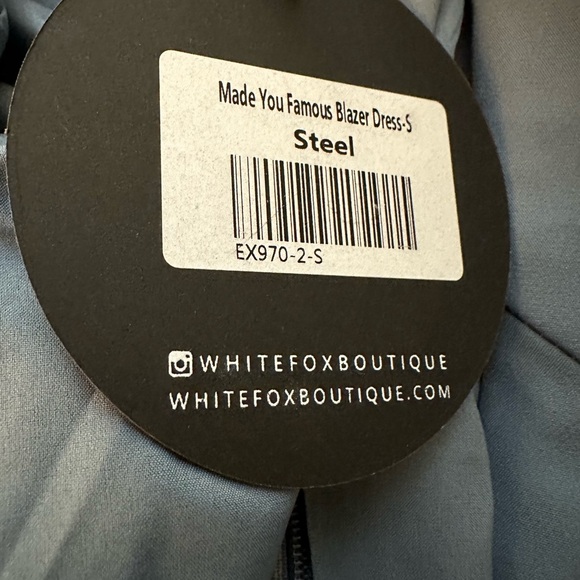 Made You Famous Blazer Dress-S
Steel
EX970-2-S
WHITEFOXBOUTIQUE
WHITEFOXBOUTIQUE.COM